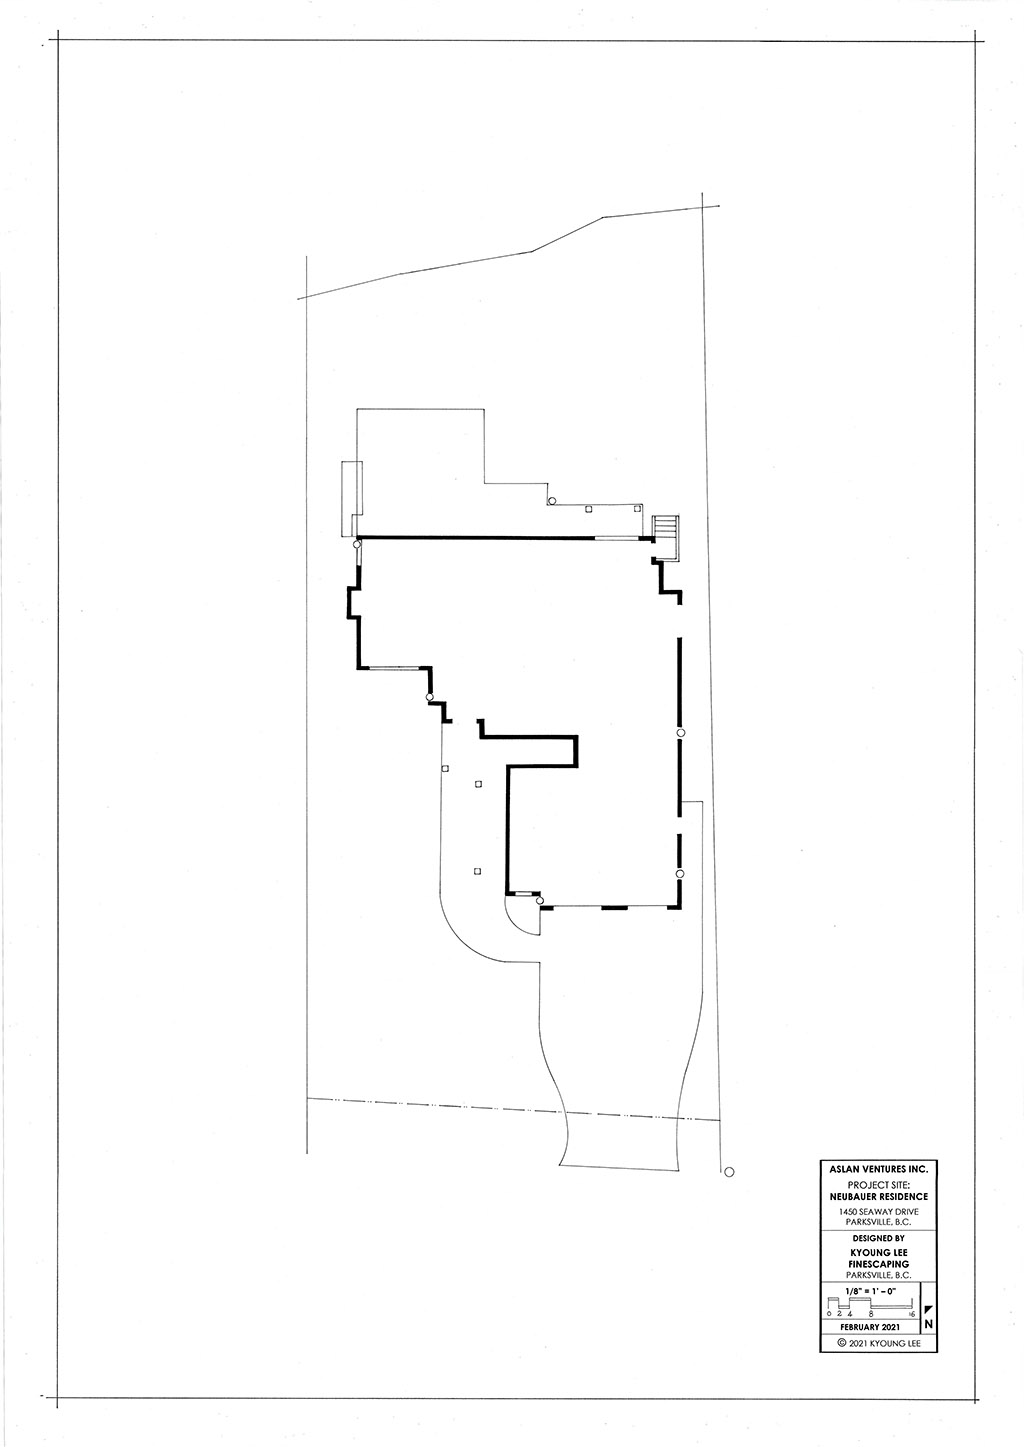 ASLAN VENTURES INC.
PROJECT SITE:
NEUBAUER RESIDENCE
1450 SEAWAY DRIVE
PARKSVILLE, B.C.
DESIGNED BY
KYOUNG LEE
FINESCAPING
PARKSVILLE, B.C.
1/8" = 1' – 0"
0 2 4 8 16
N
FEBRUARY 2021
© 2021 KYOUNG LEE